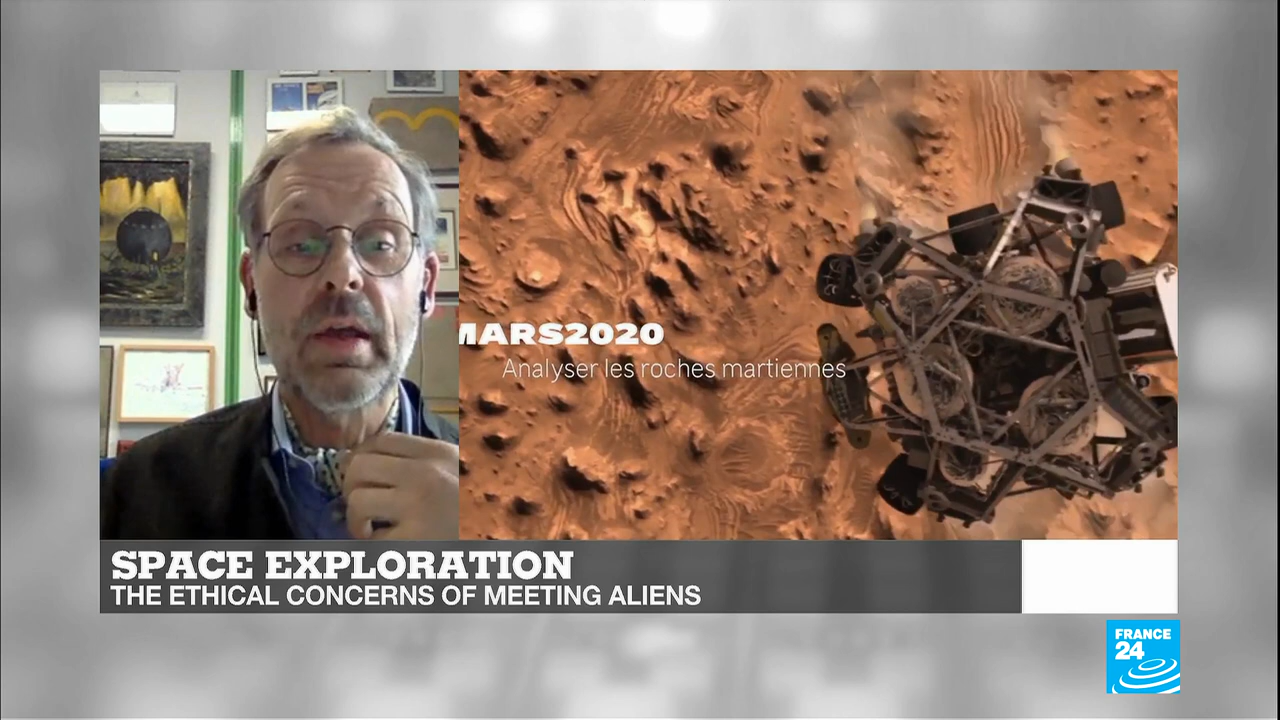 MARS2020
Analyser les roches martiennes
SPACE EXPLORATION
THE ETHICAL CONCERNS OF MEETING ALIENS
FRANCE
24